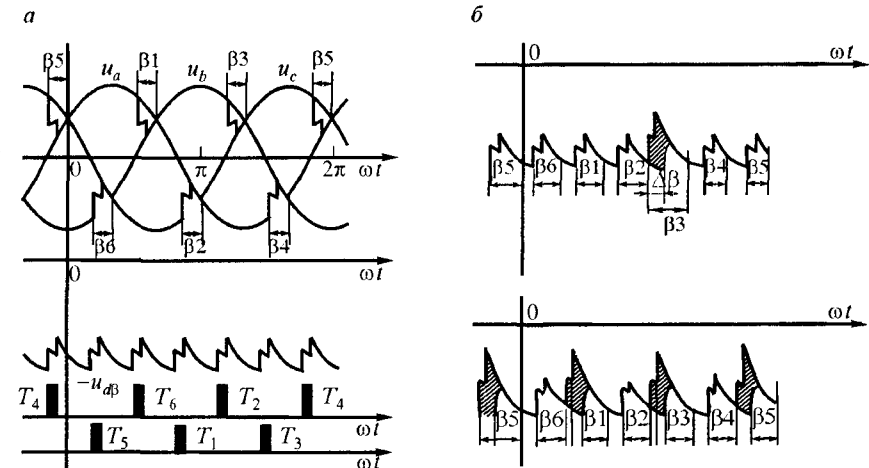 а
б
0
β5 u_a β1 u_b β3 u_c β5
0 π 2π ωt
β5 β6 β1 β2 Δβ β4 β5
β3
β6 β2 β4
0 ωt
0 ωt
−u_dβ
T₄ T₆ T₂ T₄
ωt
T₅ T₁ T₃
ωt
β5 β6 β1 β2 β3 β4 β5
ωt